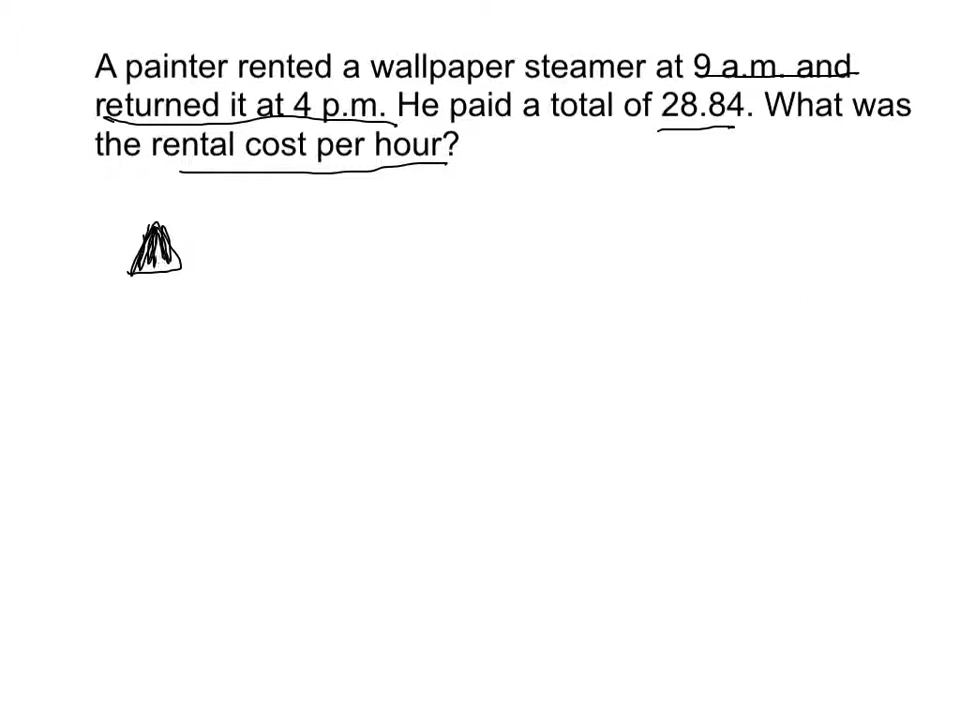 A painter rented a wallpaper steamer at 9 a.m. and
returned it at 4 p.m. He paid a total of 28.84. What was
the rental cost per hour?